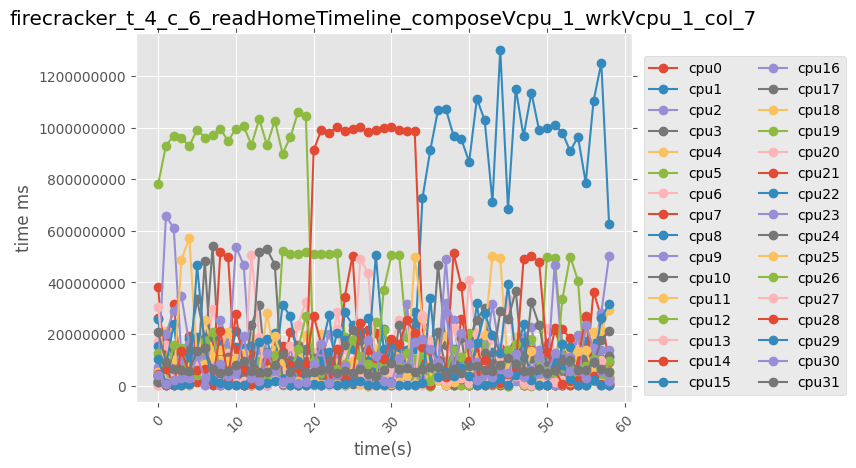 firecracker_t_4_c_6_readHomeTimeline_composeVcpu_1_wrkVcpu_1_col_7
time ms
1200000000
1000000000
800000000
600000000
400000000
200000000
0
0
10
20
30
40
50
60
time(s)
cpu0
cpu1
cpu2
cpu3
cpu4
cpu5
cpu6
cpu7
cpu8
cpu9
cpu10
cpu11
cpu12
cpu13
cpu14
cpu15
cpu16
cpu17
cpu18
cpu19
cpu20
cpu21
cpu22
cpu23
cpu24
cpu25
cpu26
cpu27
cpu28
cpu29
cpu30
cpu31